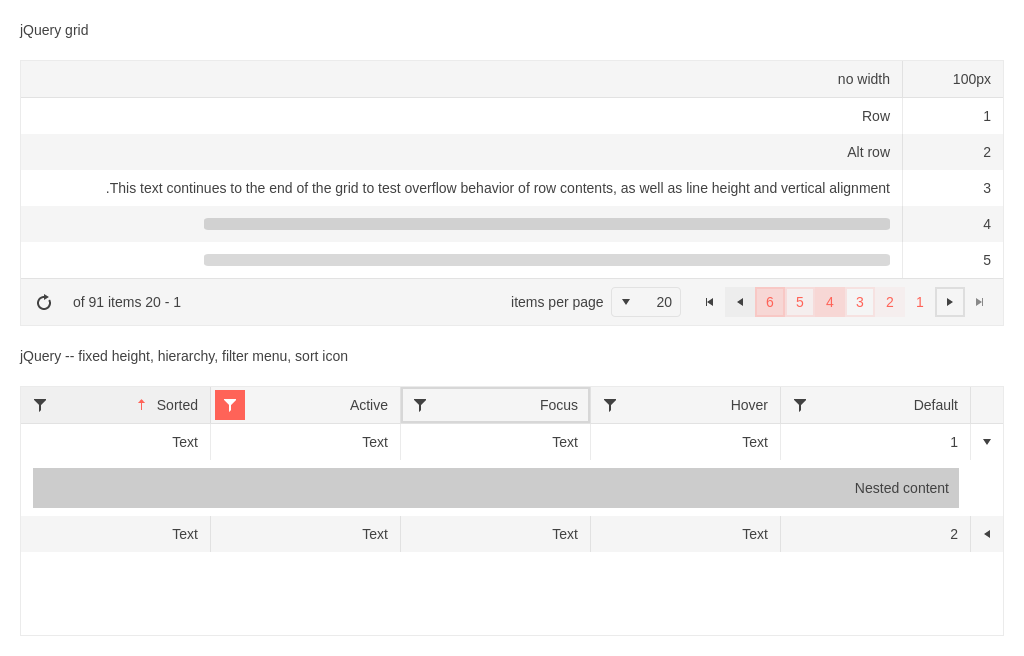 jQuery grid
no width 100px
Row 1
Alt row 2
.This text continues to the end of the grid to test overflow behavior of row contents, as well as line height and vertical alignment 3
4
5
of 91 items 20 - 1 items per page 20 6 5 4 3 2 1
jQuery -- fixed height, hierarchy, filter menu, sort icon
Sorted Active Focus Hover Default
Text Text Text Text 1
Nested content
Text Text Text Text 2